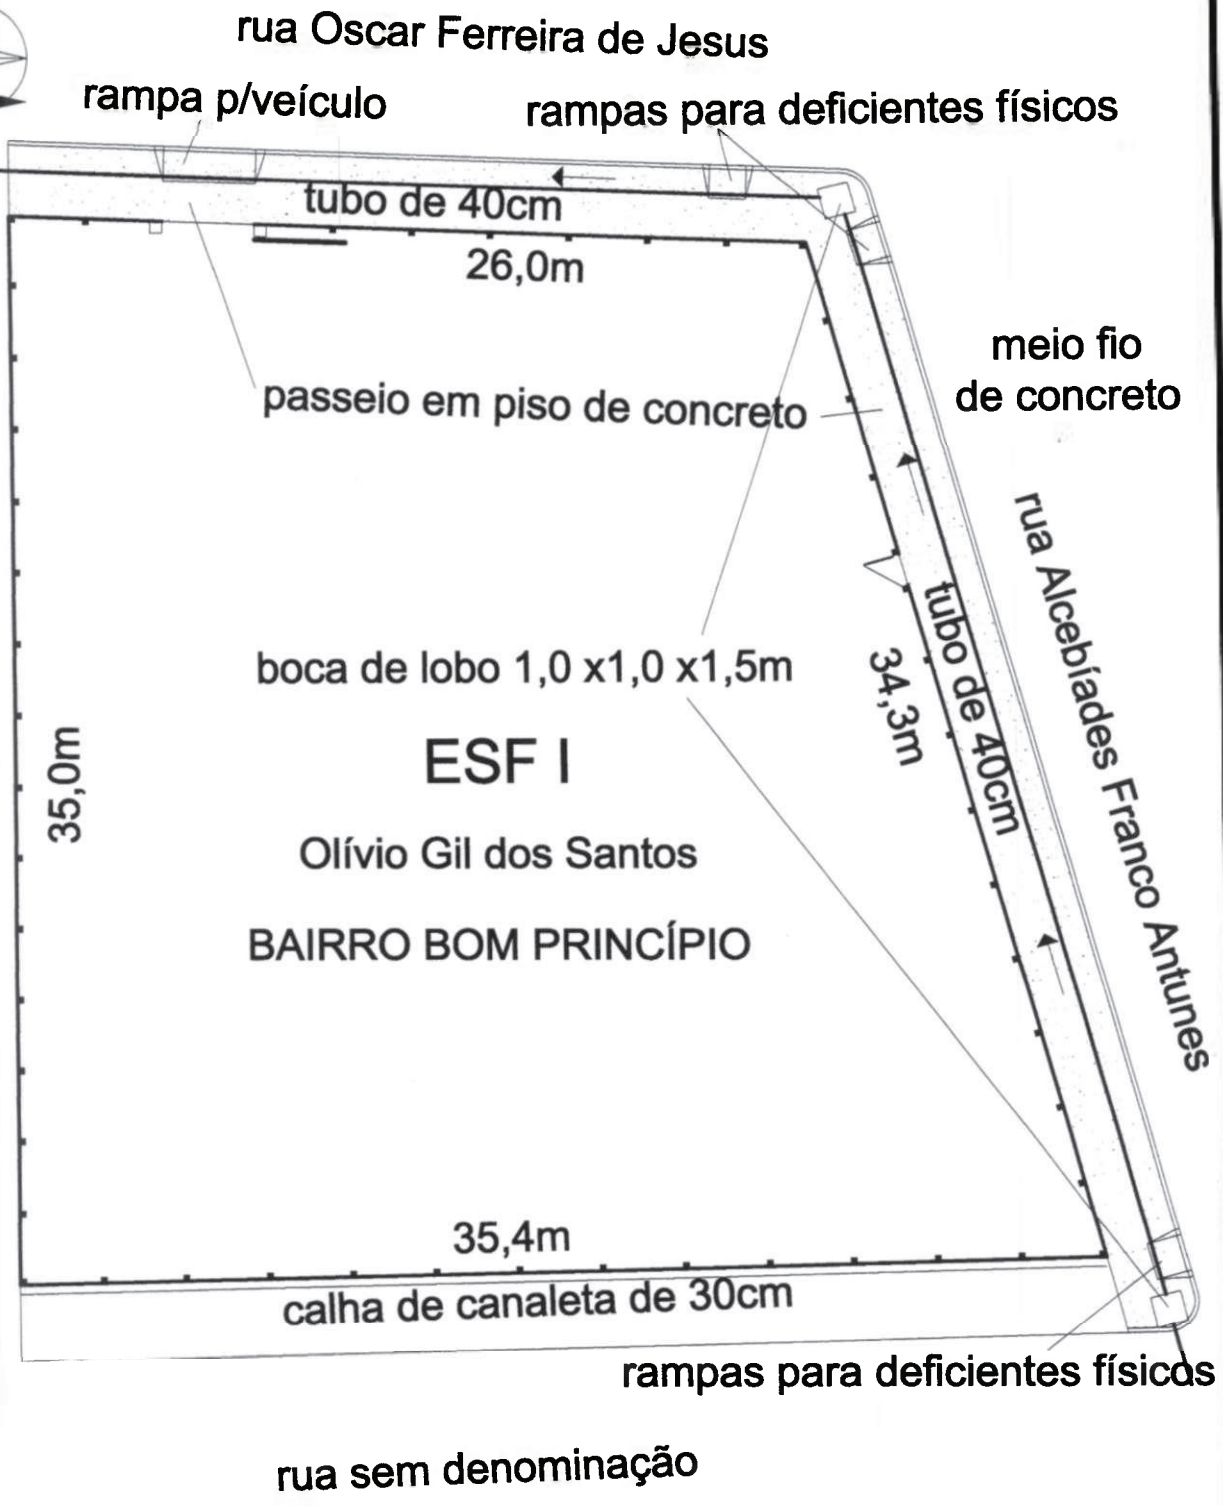 rua Oscar Ferreira de Jesus
rampa p/veículo
rampas para deficientes físicos
tubo de 40cm
26,0m
meio fio
de concreto
passeio em piso de concreto
rua Alcebíades Franco Antunes
tubo de 40cm
34,3m
boca de lobo 1,0 x1,0 x1,5m
35,0m
ESF I
Olívio Gil dos Santos
BAIRRO BOM PRINCÍPIO
35,4m
calha de canaleta de 30cm
rampas para deficientes físicos
rua sem denominação